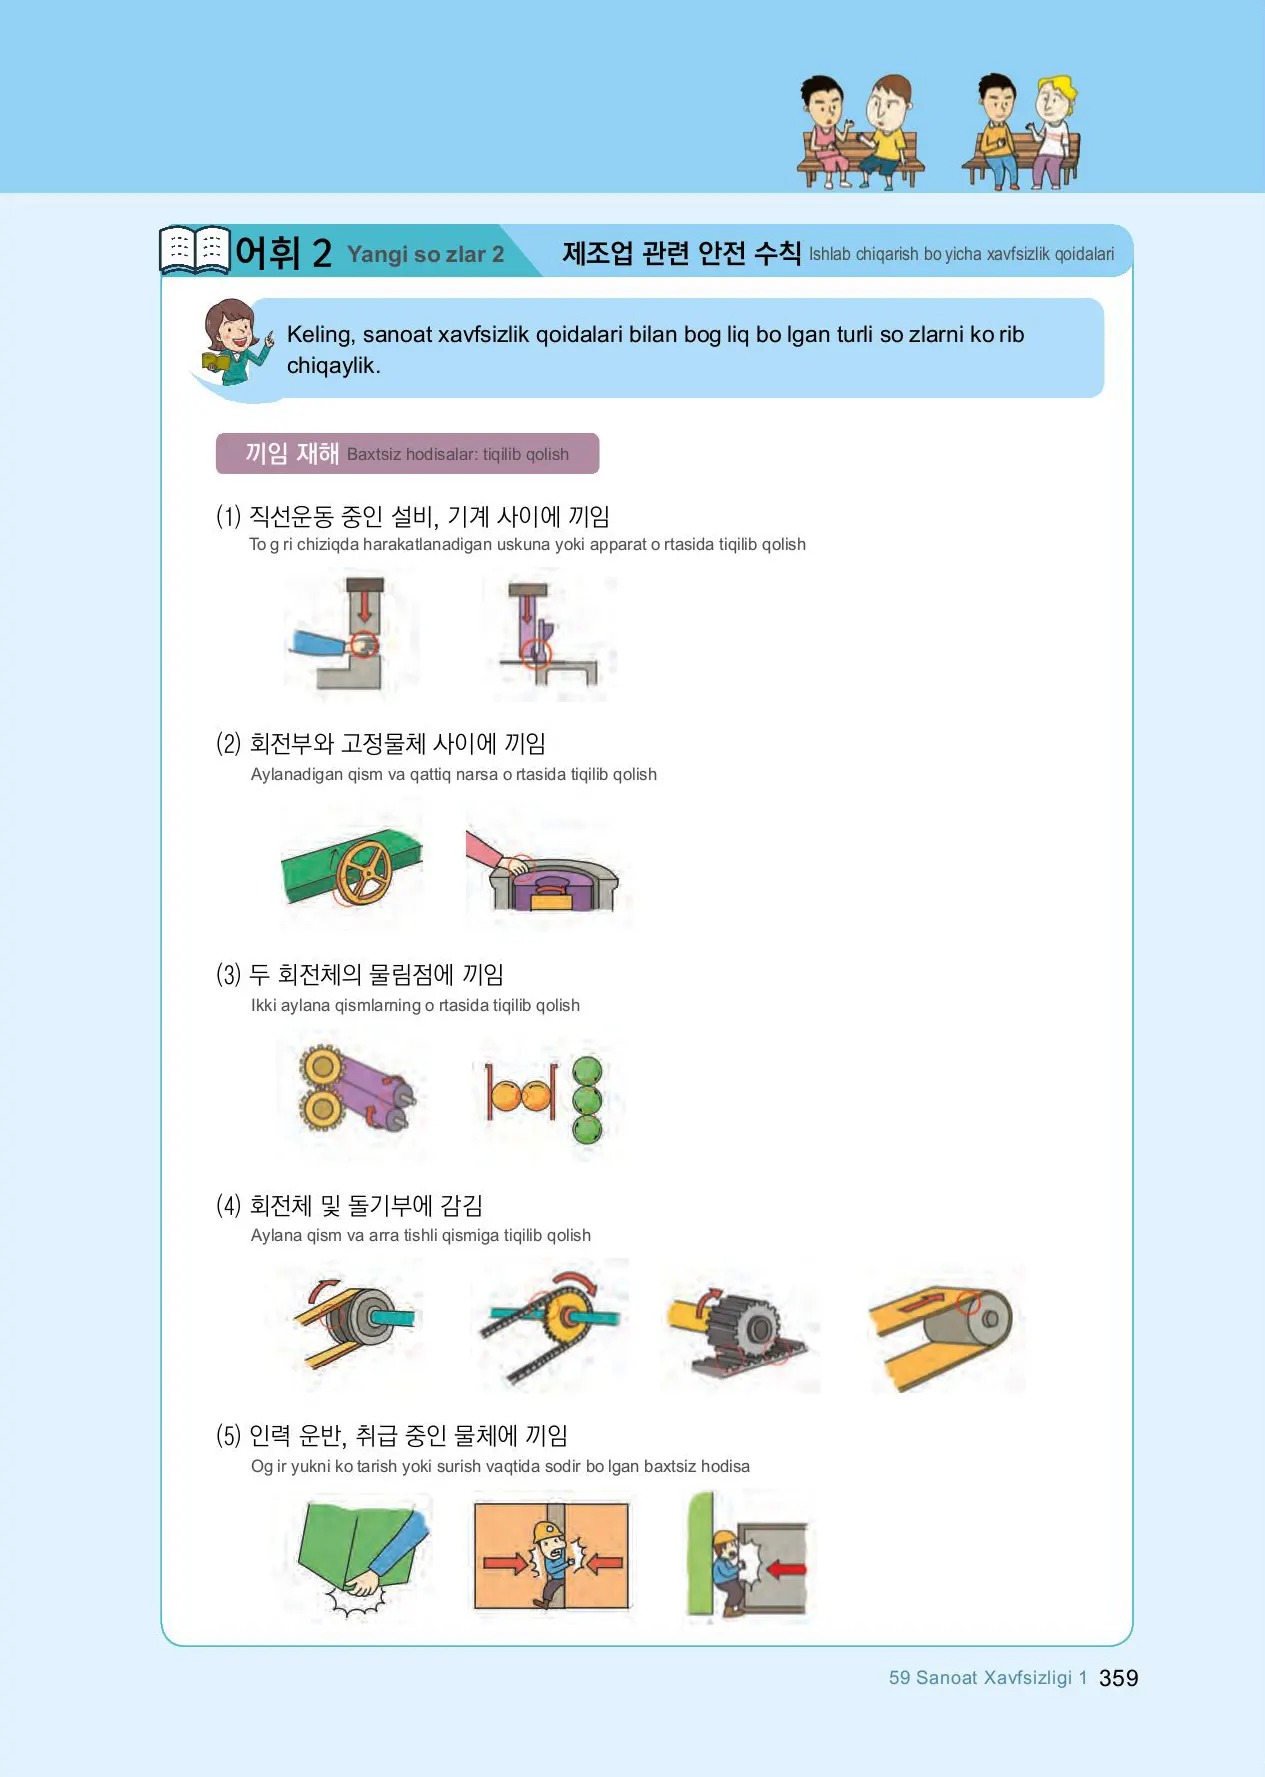 어휘 2 Yangi so zlar 2 제조업 관련 안전 수칙 Ishlab chiqarish bo yicha xavfsizlik qoidalari
Keling, sanoat xavfsizlik qoidalari bilan bog liq bo lgan turli so zlarni ko rib
chiqaylik.
끼임 재해 Baxtsiz hodisalar: tiqilib qolish
(1) 직선운동 중인 설비, 기계 사이에 끼임
To g ri chiziqda harakatlanadigan uskuna yoki apparat o rtasida tiqilib qolish
(2) 회전부와 고정물체 사이에 끼임
Aylanadigan qism va qattiq narsa o rtasida tiqilib qolish
(3) 두 회전체의 물림점에 끼임
Ikki aylana qismlarning o rtasida tiqilib qolish
(4) 회전체 및 돌기부에 감김
Aylana qism va arra tishli qismiga tiqilib qolish
(5) 인력 운반, 취급 중인 물체에 끼임
Og ir yukni ko tarish yoki surish vaqtida sodir bo lgan baxtsiz hodisa
59 Sanoat Xavfsizligi 1 359